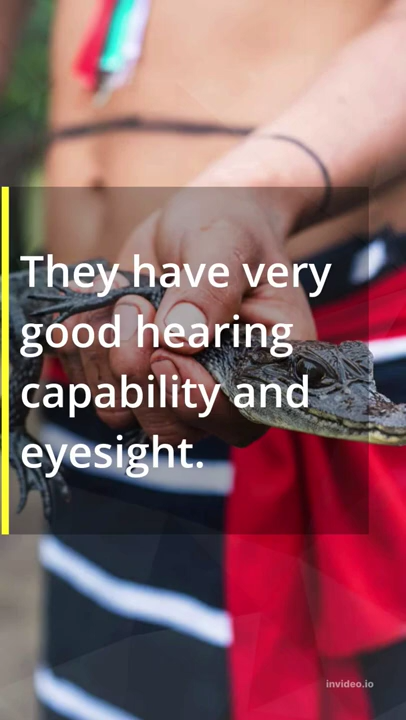 They have very
good hearing
capability and
eyesight.
invideo.io